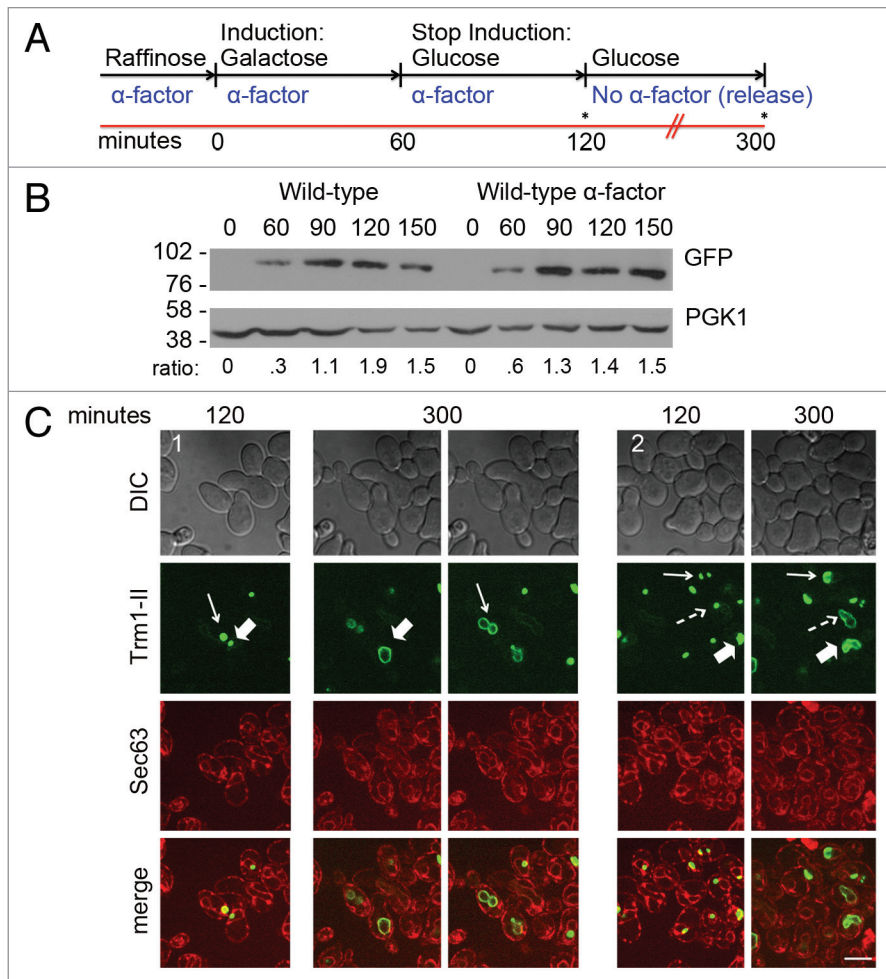 A
Induction: Stop Induction:
Raffinose Galactose Glucose Glucose
α-factor α-factor α-factor No α-factor (release)
* *
minutes 0 60 120 300
B
Wild-type Wild-type α-factor
0 60 90 120 150 0 60 90 120 150
102 -
GFP
76 -
58 -
PGK1
38 -
ratio: 0 .3 1.1 1.9 1.5 0 .6 1.3 1.4 1.5
C
minutes 120 300 120 300
DIC 1 2
Trm1-II
Sec63
merge